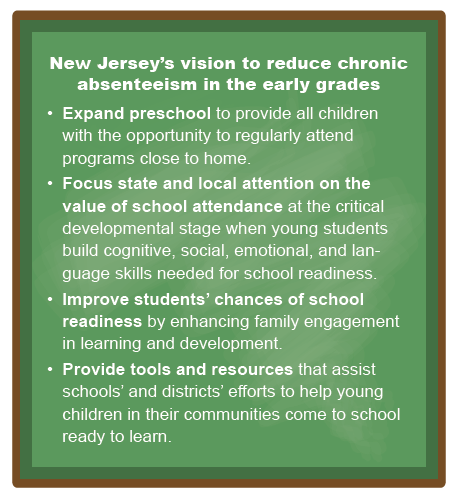 New Jersey’s vision to reduce chronic
absenteeism in the early grades
• Expand preschool to provide all children
with the opportunity to regularly attend
programs close to home.
• Focus state and local attention on the
value of school attendance at the critical
developmental stage when young students
build cognitive, social, emotional, and lan-
guage skills needed for school readiness.
• Improve students’ chances of school
readiness by enhancing family engagement
in learning and development.
• Provide tools and resources that assist
schools’ and districts’ efforts to help young
children in their communities come to school
ready to learn.